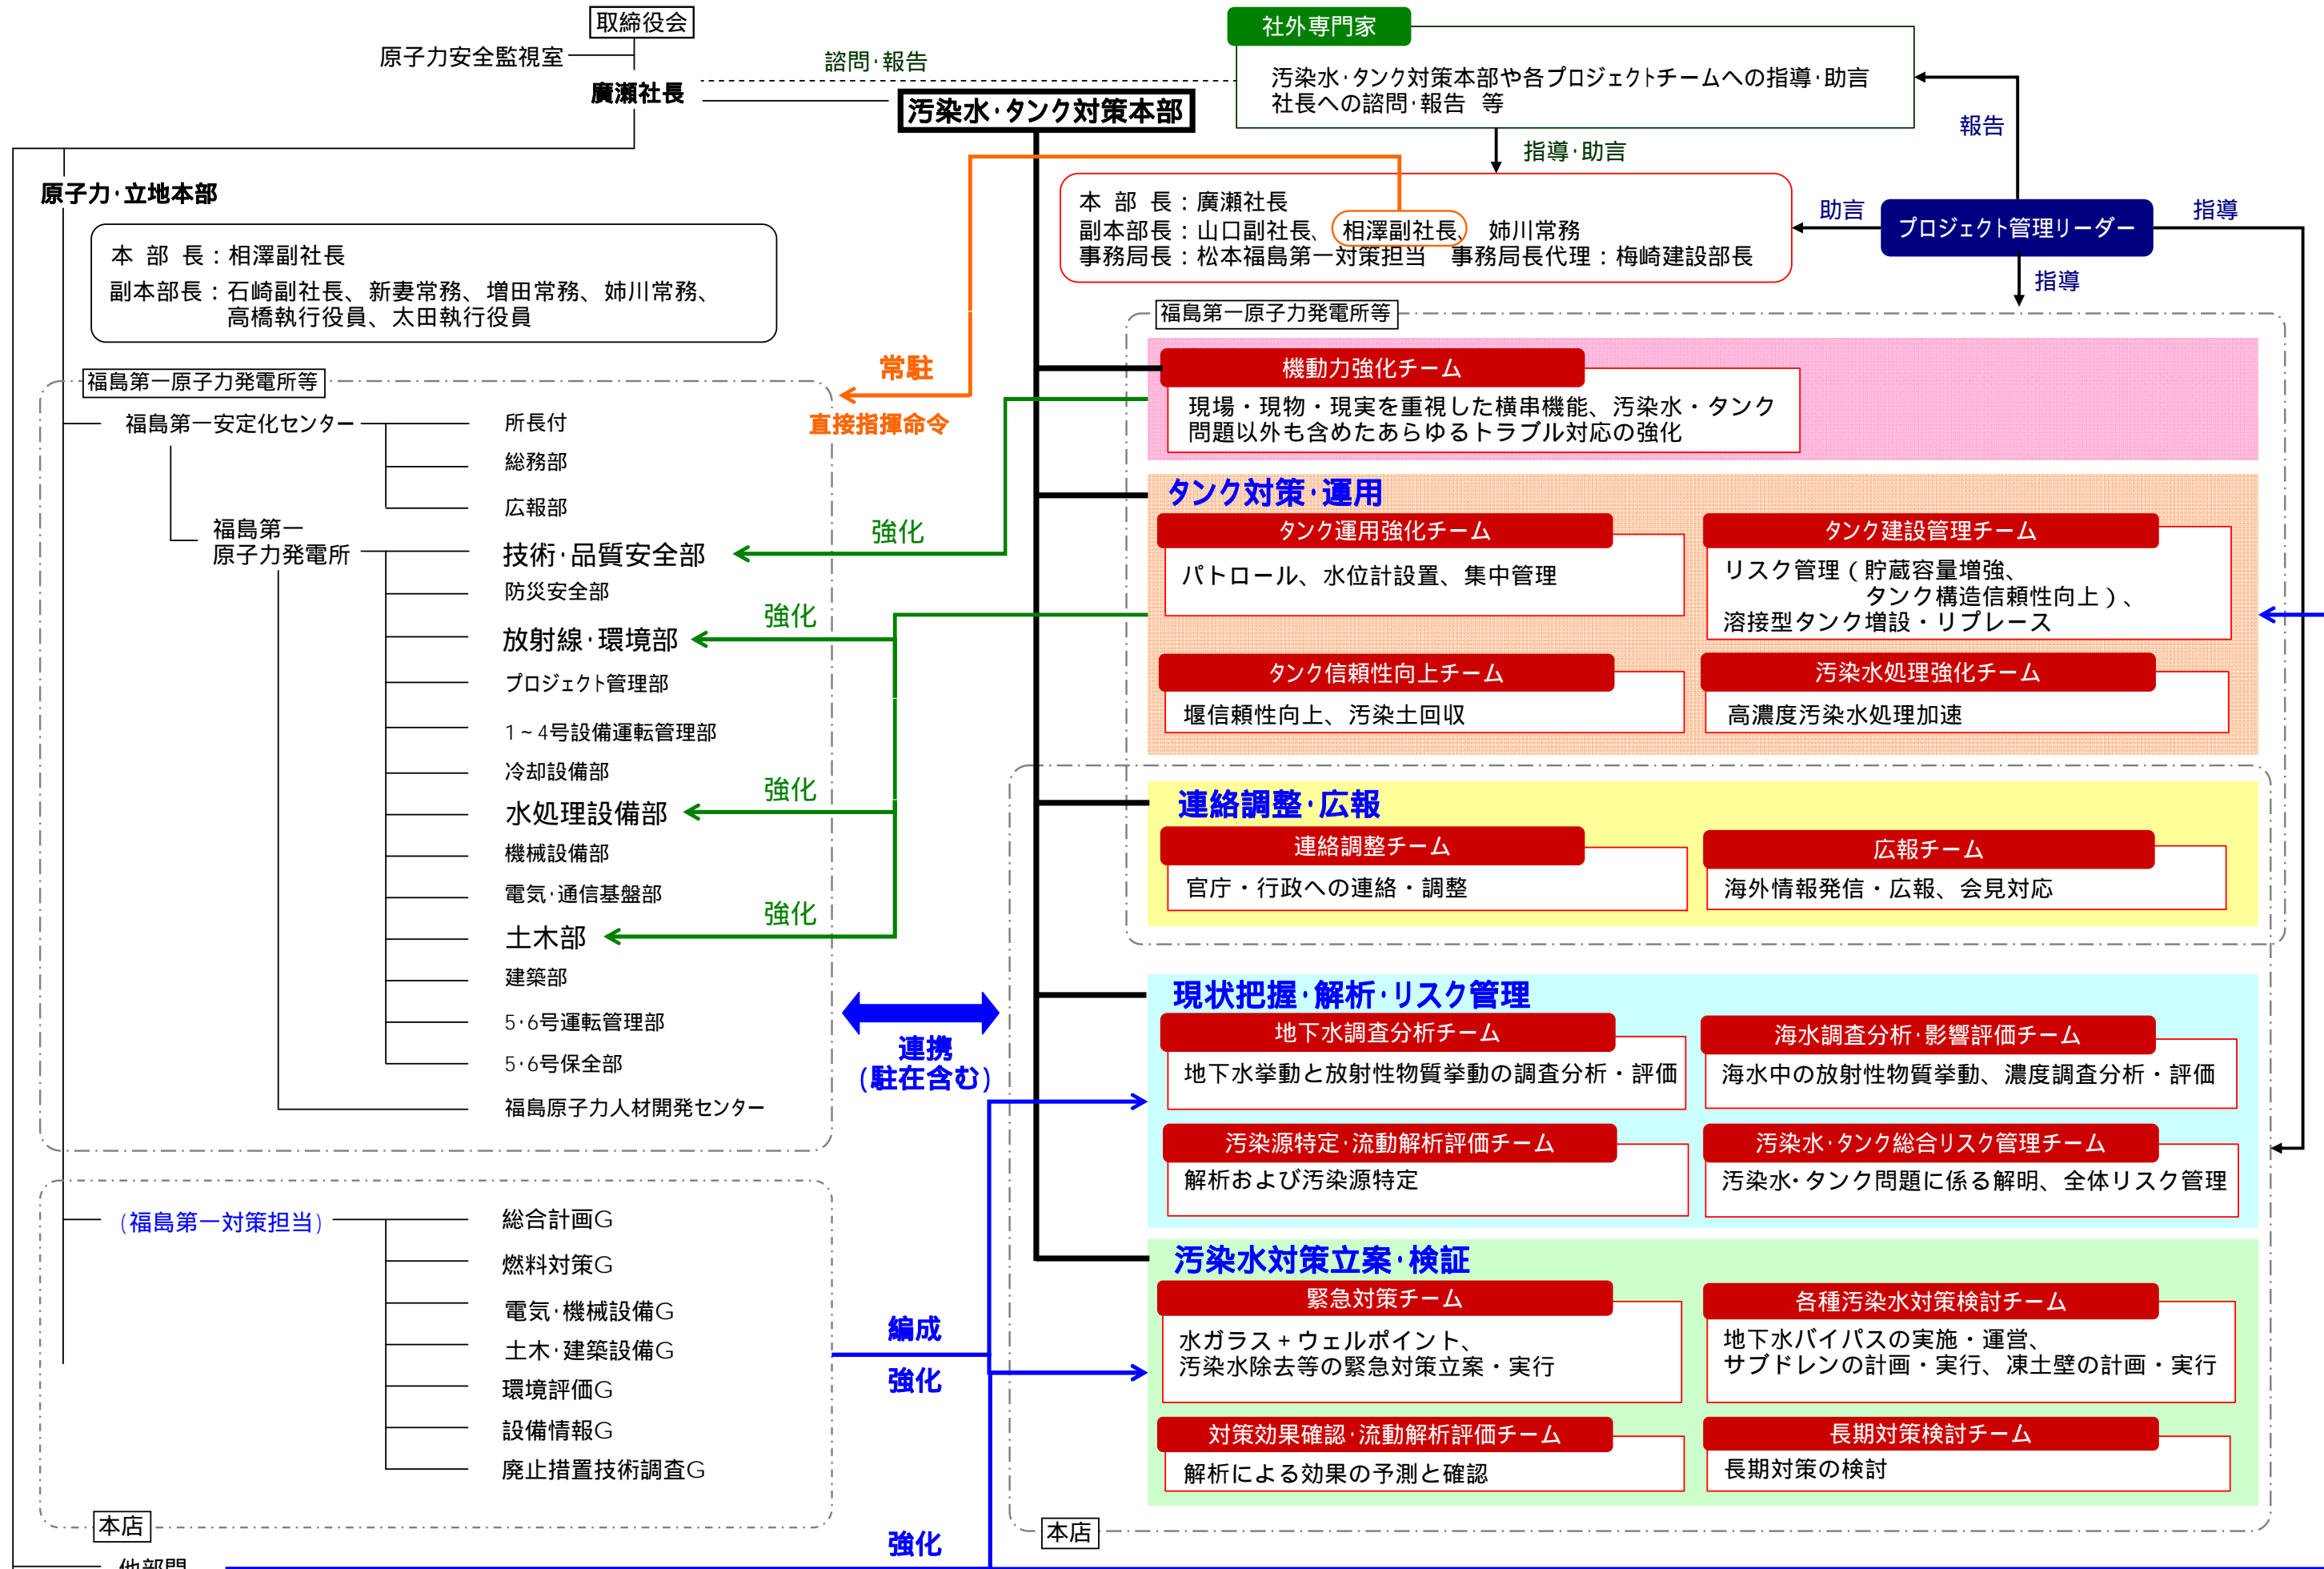 取締役会
原子力安全監視室
廣瀬社長
諮問･報告
汚染水･タンク対策本部
社外専門家
汚染水･タンク対策本部や各プロジェクトチームへの指導･助言
社長への諮問･報告 等
報告
指導･助言
本 部 長：廣瀬社長
副本部長：山口副社長、相澤副社長、姉川常務
事務局長：松本福島第一対策担当 事務局長代理：梅崎建設部長
助言
プロジェクト管理リーダー
指導
指導
原子力･立地本部
本 部 長：相澤副社長
副本部長：石崎副社長、新妻常務、増田常務、姉川常務、
高橋執行役員、太田執行役員
常駐
直接指揮命令
福島第一原子力発電所等
福島第一安定化センター
所長付
総務部
広報部
福島第一
原子力発電所
技術･品質安全部
防災安全部
放射線･環境部
プロジェクト管理部
1～4号設備運転管理部
冷却設備部
水処理設備部
機械設備部
電気･通信基盤部
土木部
建築部
5･6号運転管理部
5･6号保全部
福島原子力人材開発センター
強化
強化
強化
強化
連携
(駐在含む)
(福島第一対策担当)
総合計画G
燃料対策G
電気･機械設備G
土木･建築設備G
環境評価G
設備情報G
廃止措置技術調査G
本店
編成
強化
強化
他部門
福島第一原子力発電所等
機動力強化チーム
現場・現物・現実を重視した横串機能、汚染水・タンク
問題以外も含めたあらゆるトラブル対応の強化
タンク対策･運用
タンク運用強化チーム
パトロール、水位計設置、集中管理
タンク建設管理チーム
リスク管理（貯蔵容量増強、
タンク構造信頼性向上）、
溶接型タンク増設・リプレース
タンク信頼性向上チーム
堰信頼性向上、汚染土回収
汚染水処理強化チーム
高濃度汚染水処理加速
連絡調整･広報
連絡調整チーム
官庁・行政への連絡・調整
広報チーム
海外情報発信・広報、会見対応
現状把握･解析･リスク管理
地下水調査分析チーム
地下水挙動と放射性物質挙動の調査分析・評価
海水調査分析･影響評価チーム
海水中の放射性物質挙動、濃度調査分析・評価
汚染源特定･流動解析評価チーム
解析および汚染源特定
汚染水･タンク総合リスク管理チーム
汚染水･タンク問題に係る解明、全体リスク管理
汚染水対策立案･検証
緊急対策チーム
水ガラス+ウェルポイント、
汚染水除去等の緊急対策立案・実行
各種汚染水対策検討チーム
地下水バイパスの実施・運営、
サブドレンの計画・実行、凍土壁の計画・実行
対策効果確認･流動解析評価チーム
解析による効果の予測と確認
長期対策検討チーム
長期対策の検討
本店